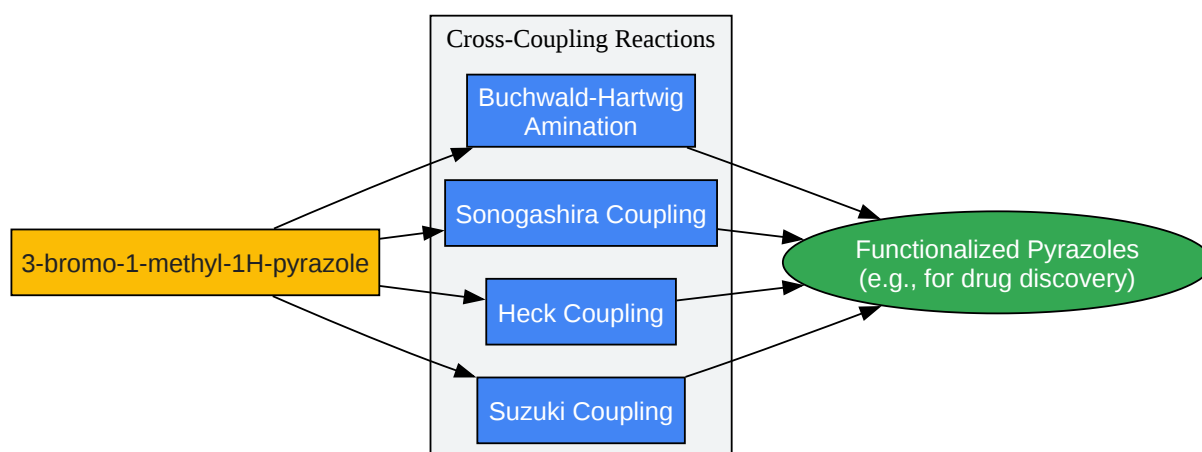 Cross-Coupling Reactions
Buchwald-Hartwig
Amination
Sonogashira Coupling
3-bromo-1-methyl-1H-pyrazole
Functionalized Pyrazoles
(e.g., for drug discovery)
Heck Coupling
Suzuki Coupling